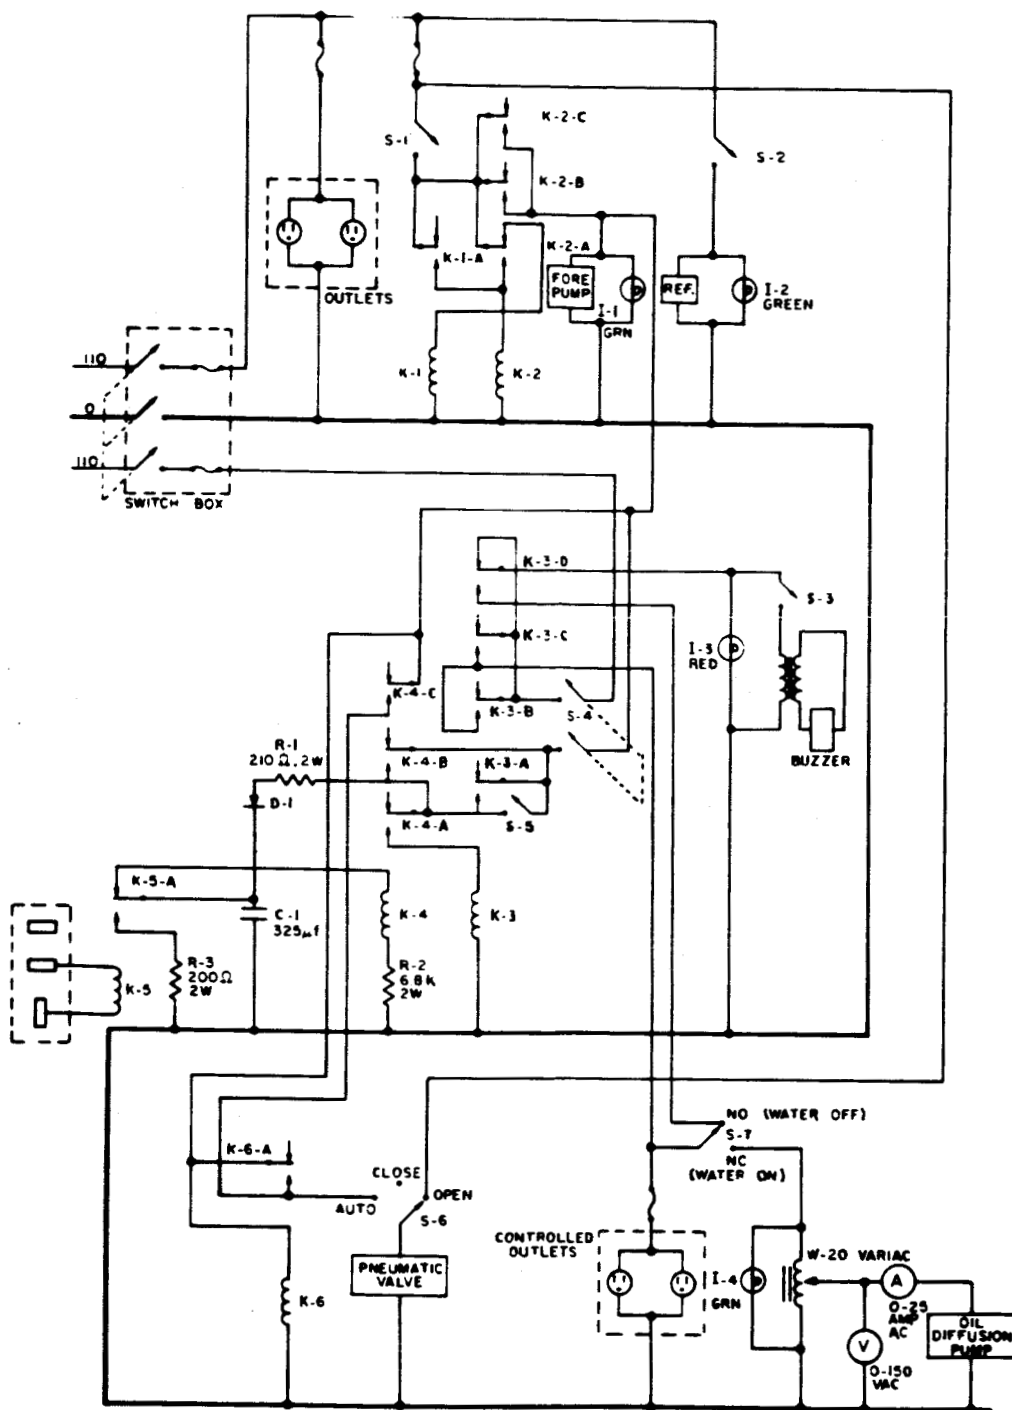 K-2-C
S-1
S-2
K-2-B
K-2-A
K-1-A
FORE
PUMP
I-1
GRN
REF.
I-2
GREEN
OUTLETS
110
K-1
K-2
0
110
SWITCH BOX
K-3-D
S-3
K-3-C
I-3
RED
K-4-C
K-3-B
S-4
R-1
210Ω, 2W
K-4-B
K-3-A
BUZZER
D-1
K-4-A
S-5
K-5-A
C-1
325μf
K-4
K-3
R-3
200Ω
2W
R-2
6.8K
2W
K-5
NO (WATER OFF)
S-7
NC
(WATER ON)
K-6-A
CLOSE
AUTO
OPEN
S-6
CONTROLLED
OUTLETS
W-20 VARIAC
PNEUMATIC
VALVE
I-4
GRN
A
0-25
AMP
AC
K-6
OIL
DIFFUSION
PUMP
V
0-150
VAC